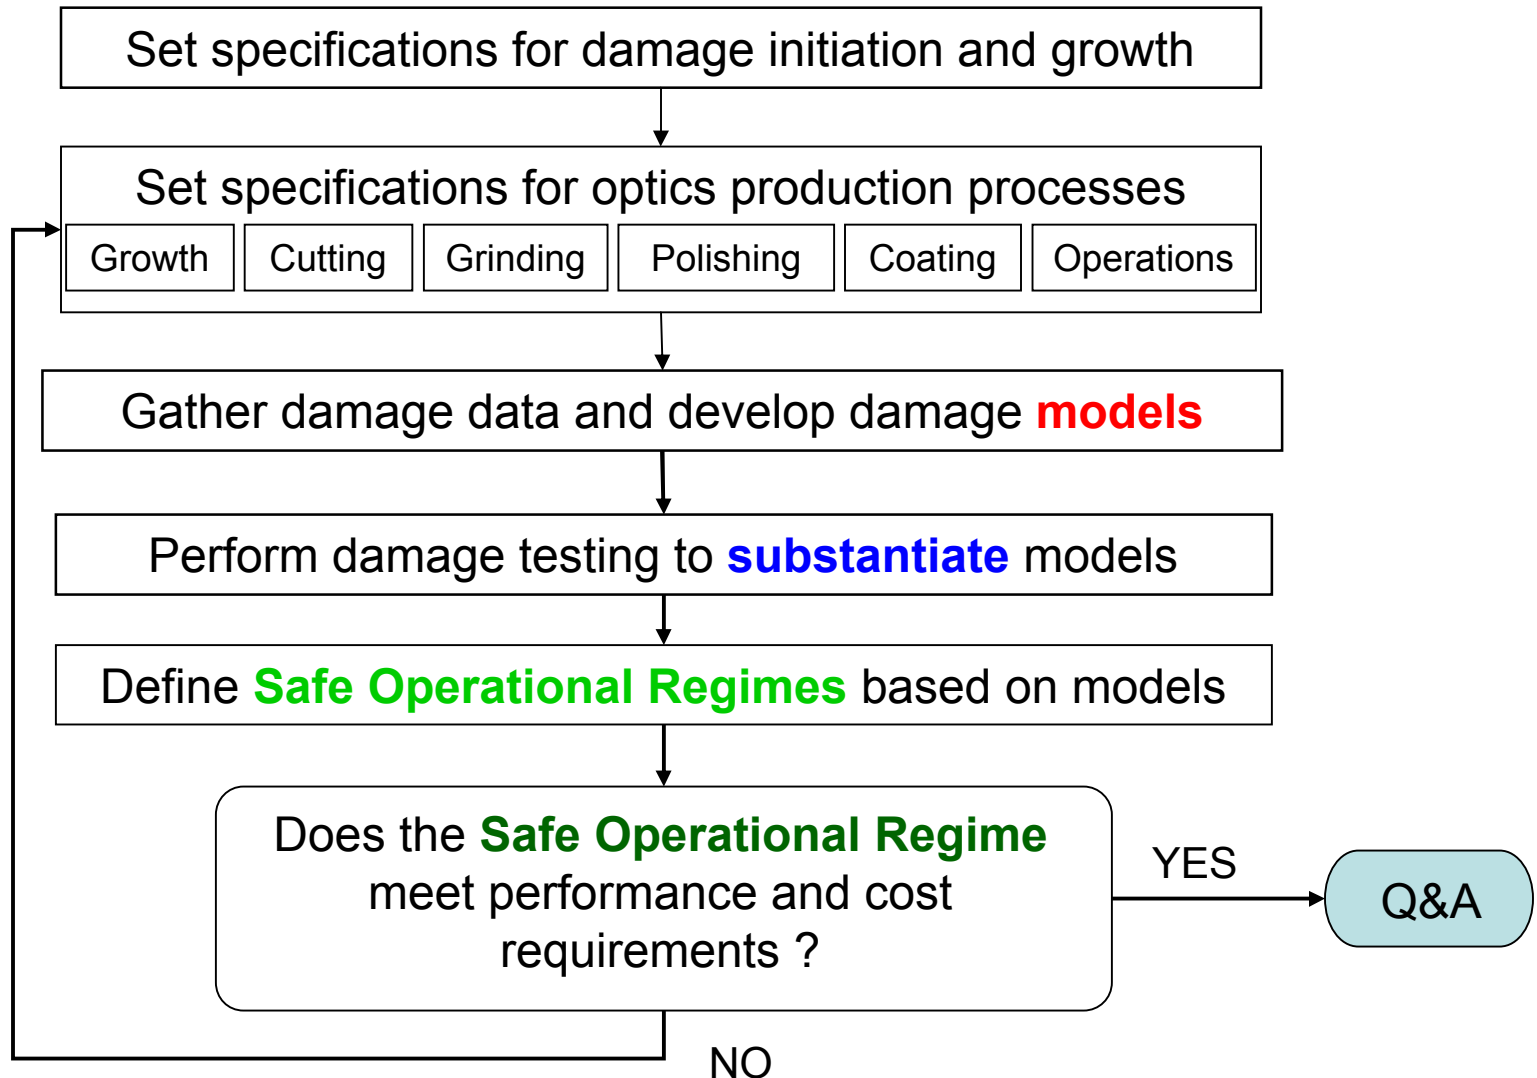 Set specifications for damage initiation and growth
Set specifications for optics production processes
Growth Cutting Grinding Polishing Coating Operations
Gather damage data and develop damage models
Perform damage testing to substantiate models
Define Safe Operational Regimes based on models
Does the Safe Operational Regime
meet performance and cost
requirements ?
YES
Q&A
NO